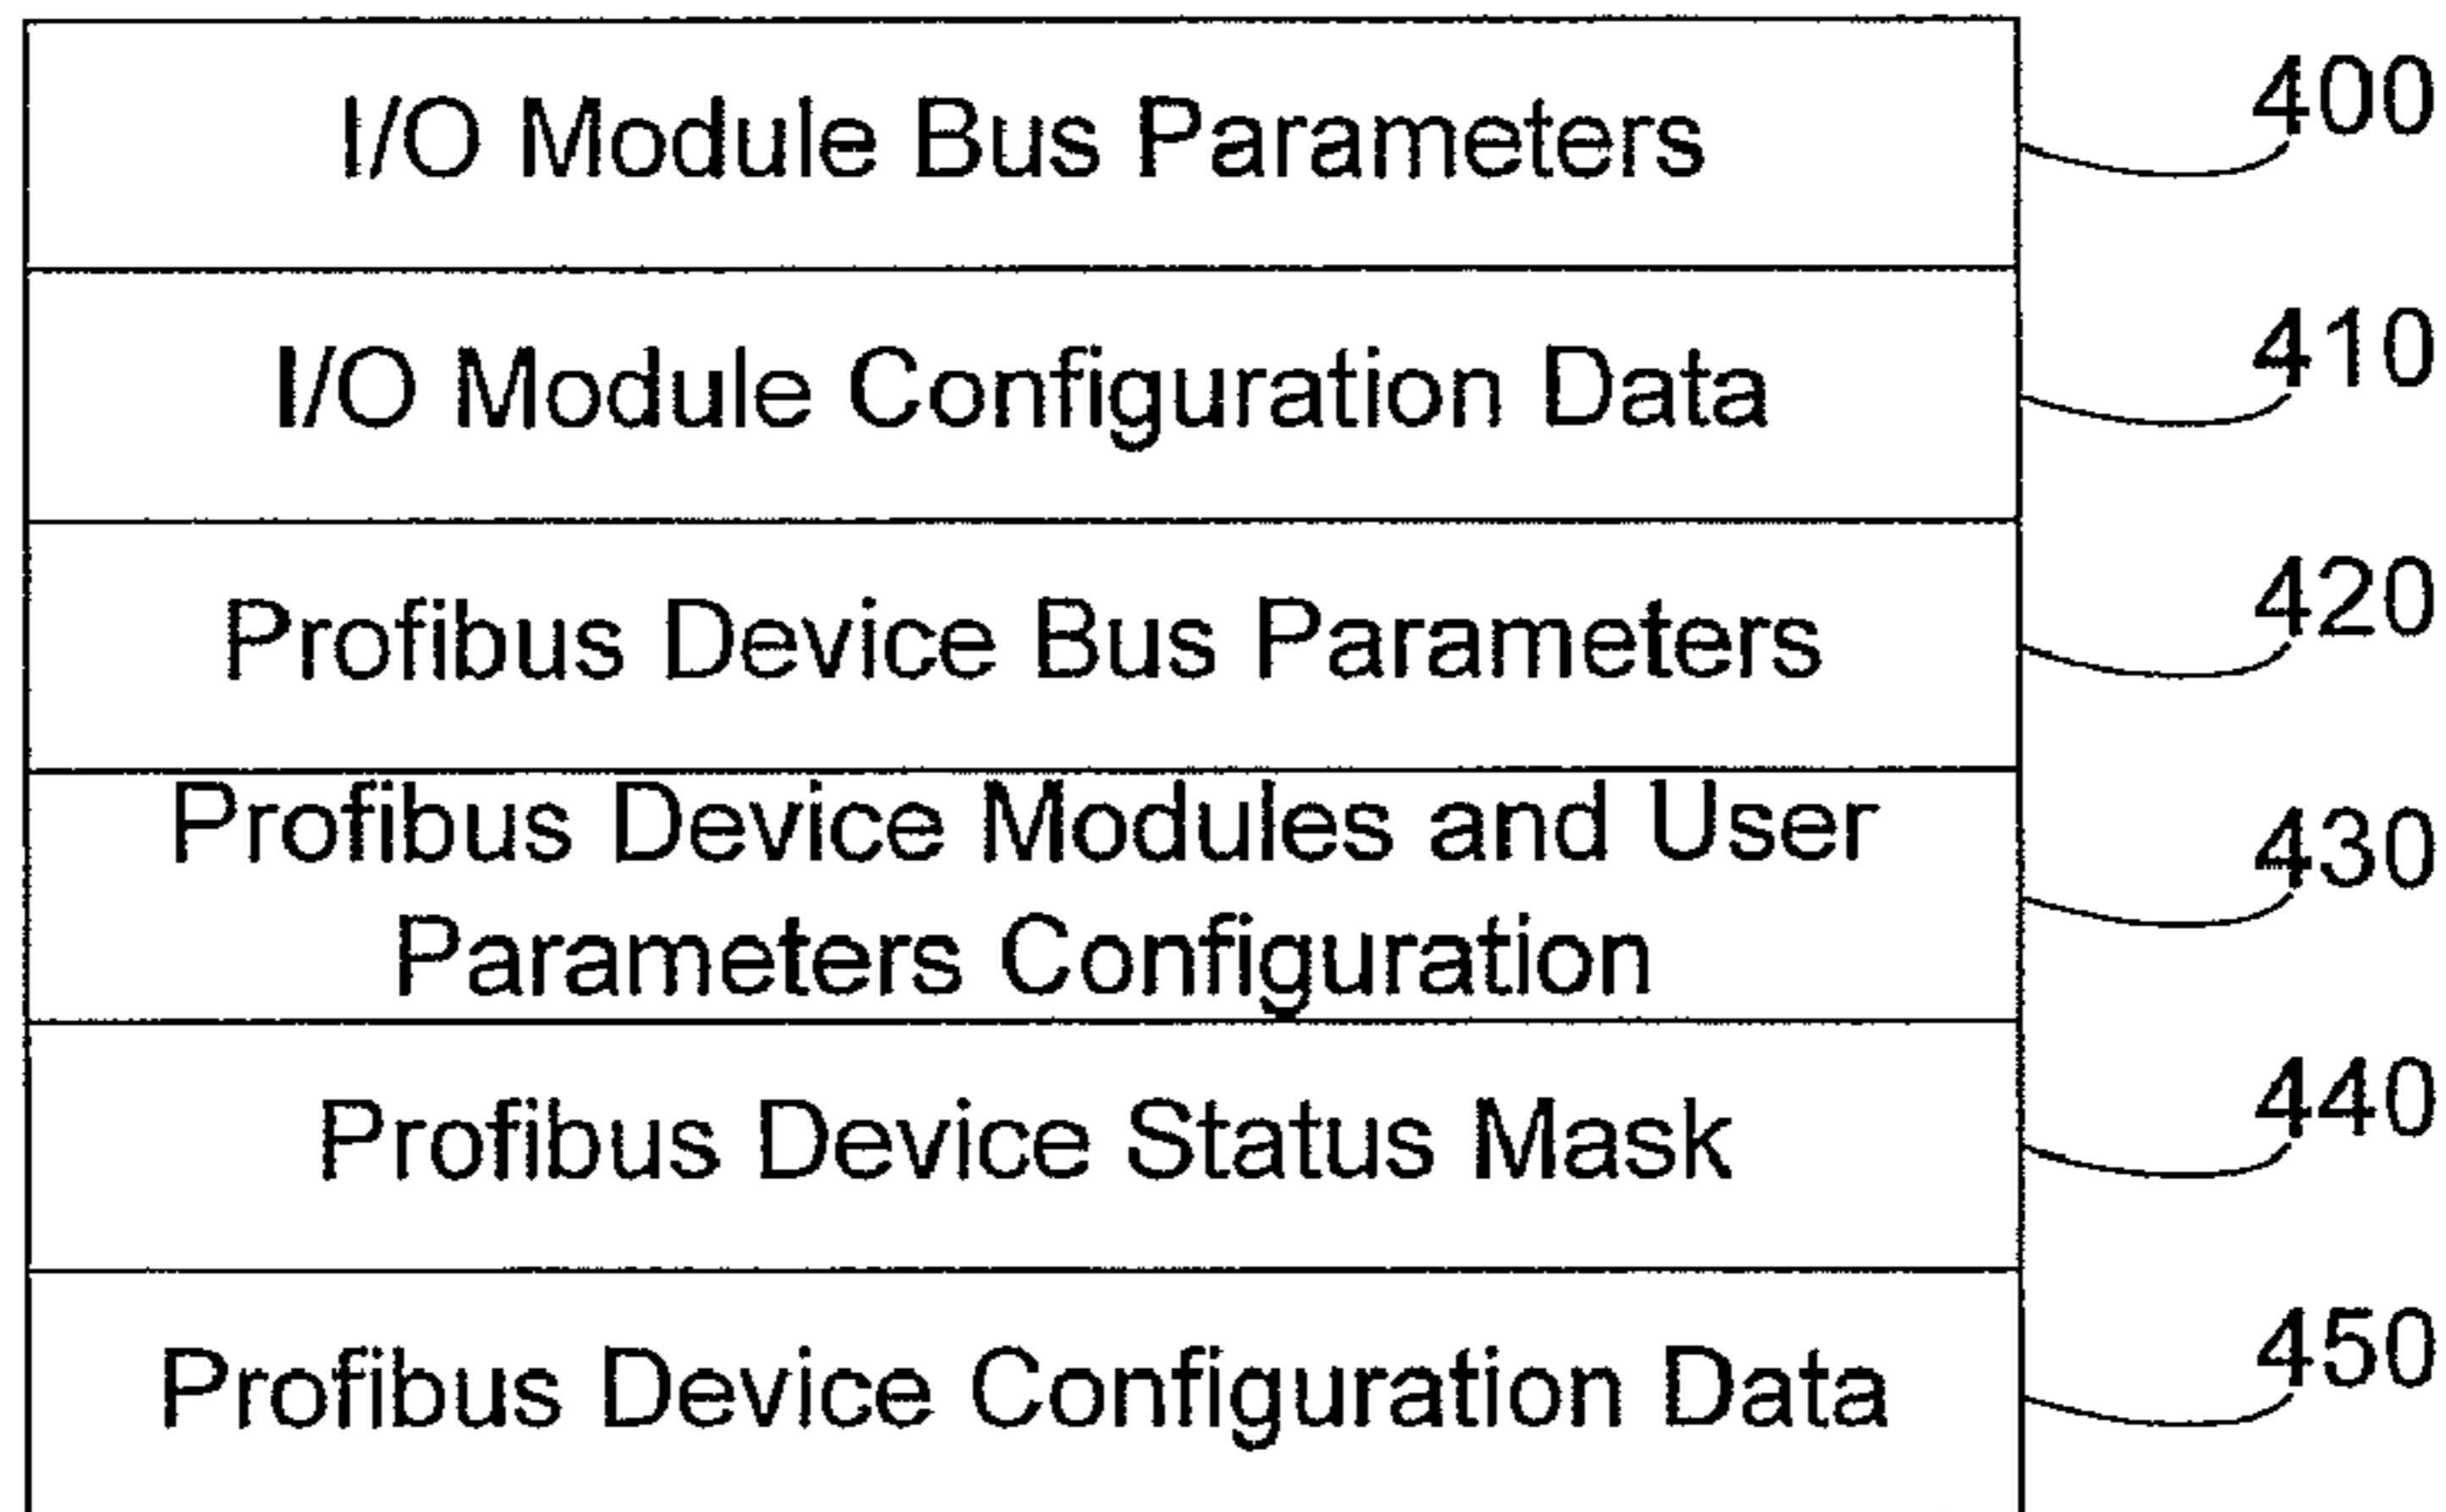 I/O Module Bus Parameters 400
I/O Module Configuration Data 410
Profibus Device Bus Parameters 420
Profibus Device Modules and User
Parameters Configuration 430
Profibus Device Status Mask 440
Profibus Device Configuration Data 450